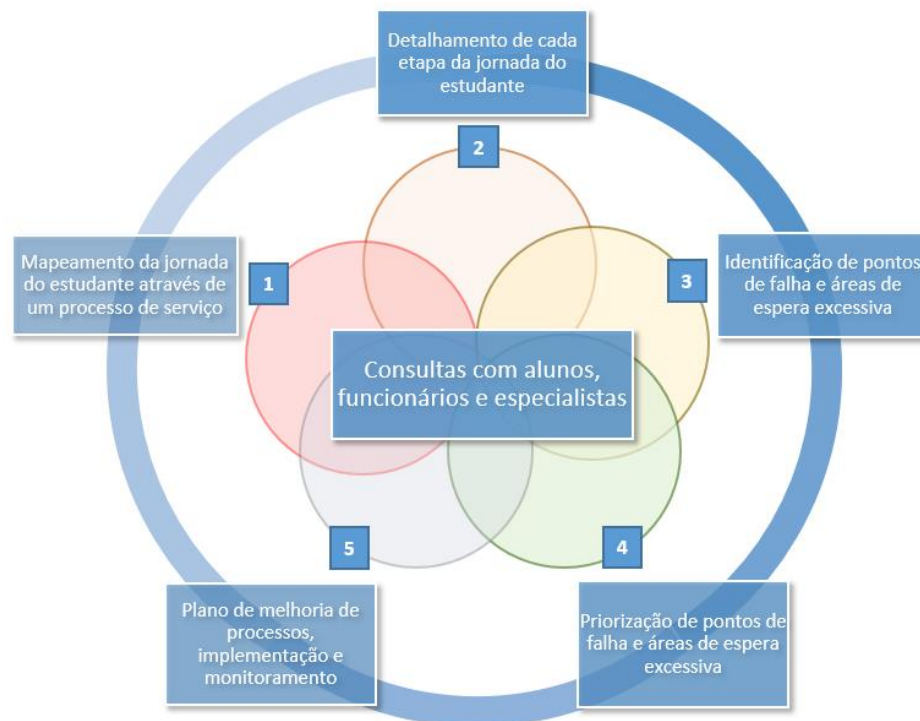 Detalhamento de cada
etapa da jornada do
estudante
2
Mapeamento da jornada
do estudante através de
um processo de serviço
1
3
Identificação de pontos
de falha e áreas de
espera excessiva
Consultas com alunos,
funcionários e especialistas
5
4
Plano de melhoria de
processos,
implementação e
monitoramento
Priorização de pontos de
falha e áreas de espera
excessiva